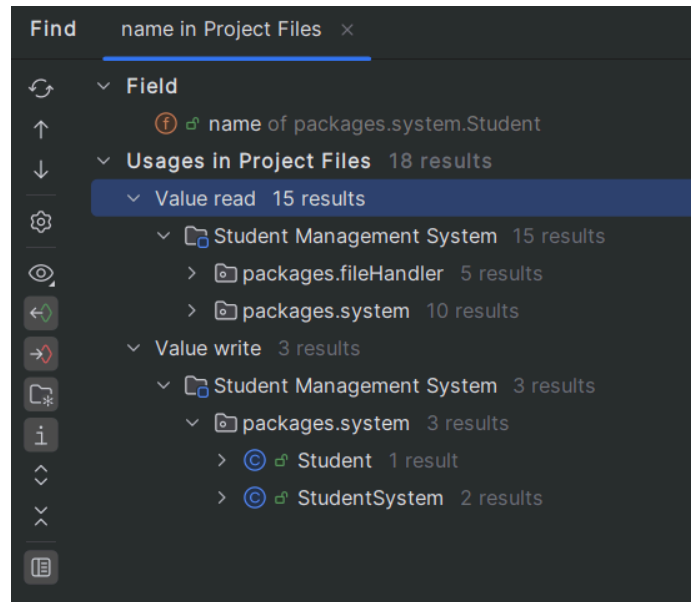 Find name in Project Files
Field
f name of packages.system.Student
Usages in Project Files 18 results
Value read 15 results
Student Management System 15 results
packages.fileHandler 5 results
packages.system 10 results
Value write 3 results
Student Management System 3 results
packages.system 3 results
C Student 1 result
C StudentSystem 2 results